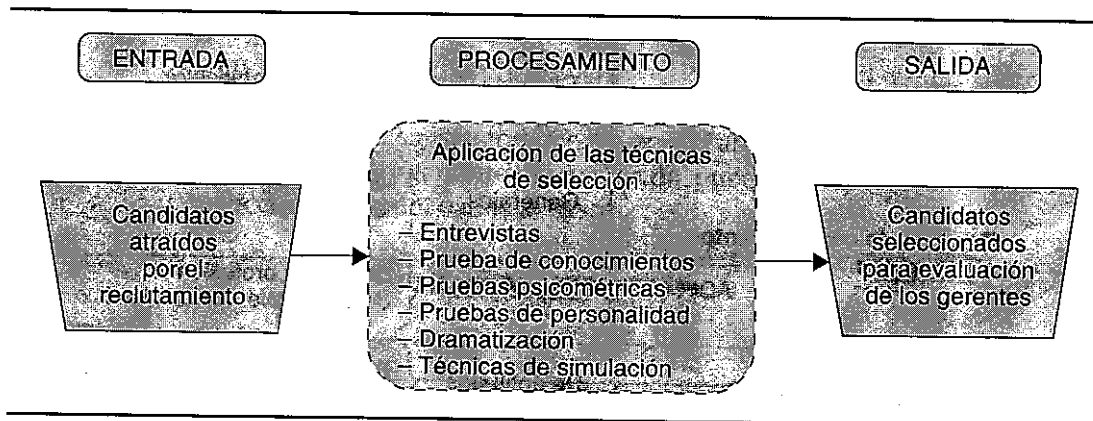 ENTRADA
PROCESAMIENTO
SALIDA
Candidatos
atraídos
por el
reclutamiento
Aplicación de las técnicas
de selección
– Entrevistas
– Prueba de conocimientos
– Pruebas psicométricas
– Pruebas de personalidad
– Dramatización
– Técnicas de simulación
Candidatos
seleccionados
para evaluación
de los gerentes